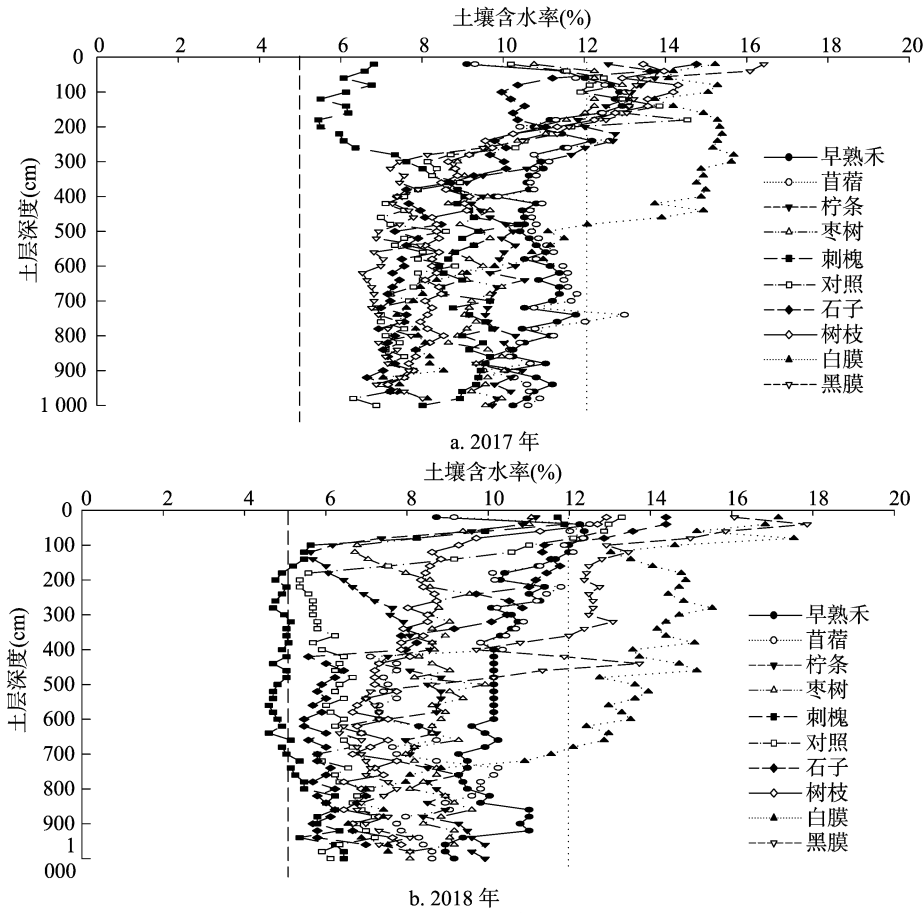 土壤含水率(%)
0 2 4 6 8 10 12 14 16 18 20
土层深度(cm)
0
100
200
300
400
500
600
700
800
900
1 000
早熟禾
苜蓿
柠条
枣树
刺槐
对照
石子
树枝
白膜
黑膜
a. 2017 年
土壤含水率(%)
0 2 4 6 8 10 12 14 16 18 20
土层深度(cm)
0
100
200
300
400
500
600
700
800
900
1
000
早熟禾
苜蓿
柠条
枣树
刺槐
对照
石子
树枝
白膜
黑膜
b. 2018 年